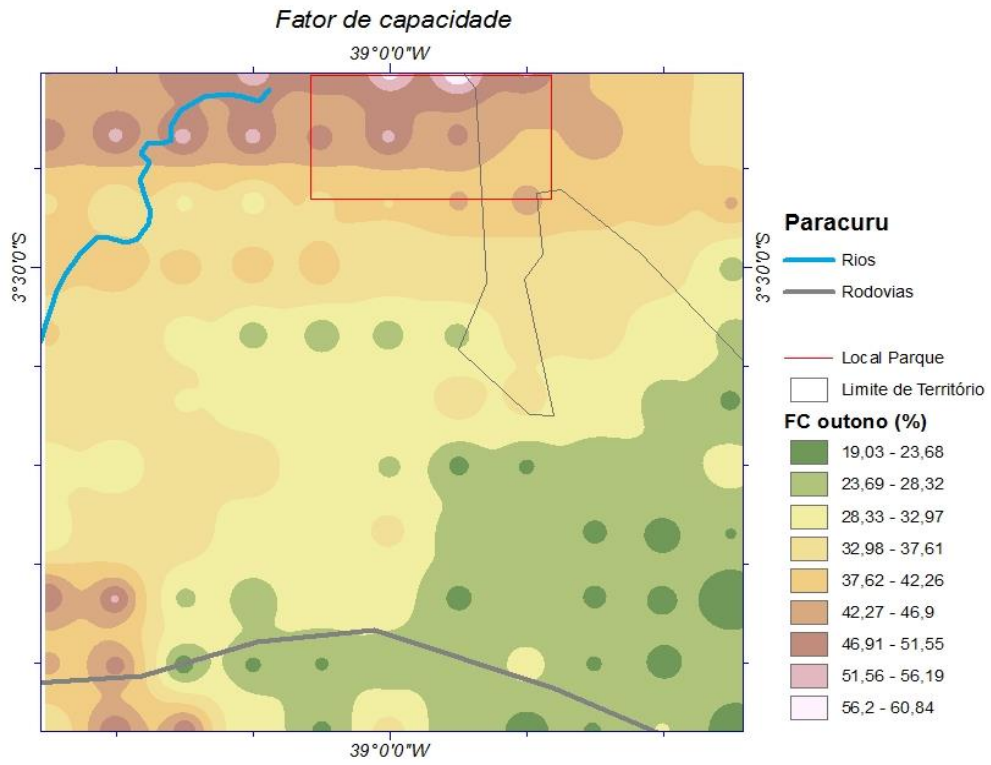 Fator de capacidade
39°0'0"W
3°30'0"S
3°30'0"S
39°0'0"W
Paracuru
Rios
Rodovias
Local Parque
Limite de Território
FC outono (%)
19,03 - 23,68
23,69 - 28,32
28,33 - 32,97
32,98 - 37,61
37,62 - 42,26
42,27 - 46,9
46,91 - 51,55
51,56 - 56,19
56,2 - 60,84